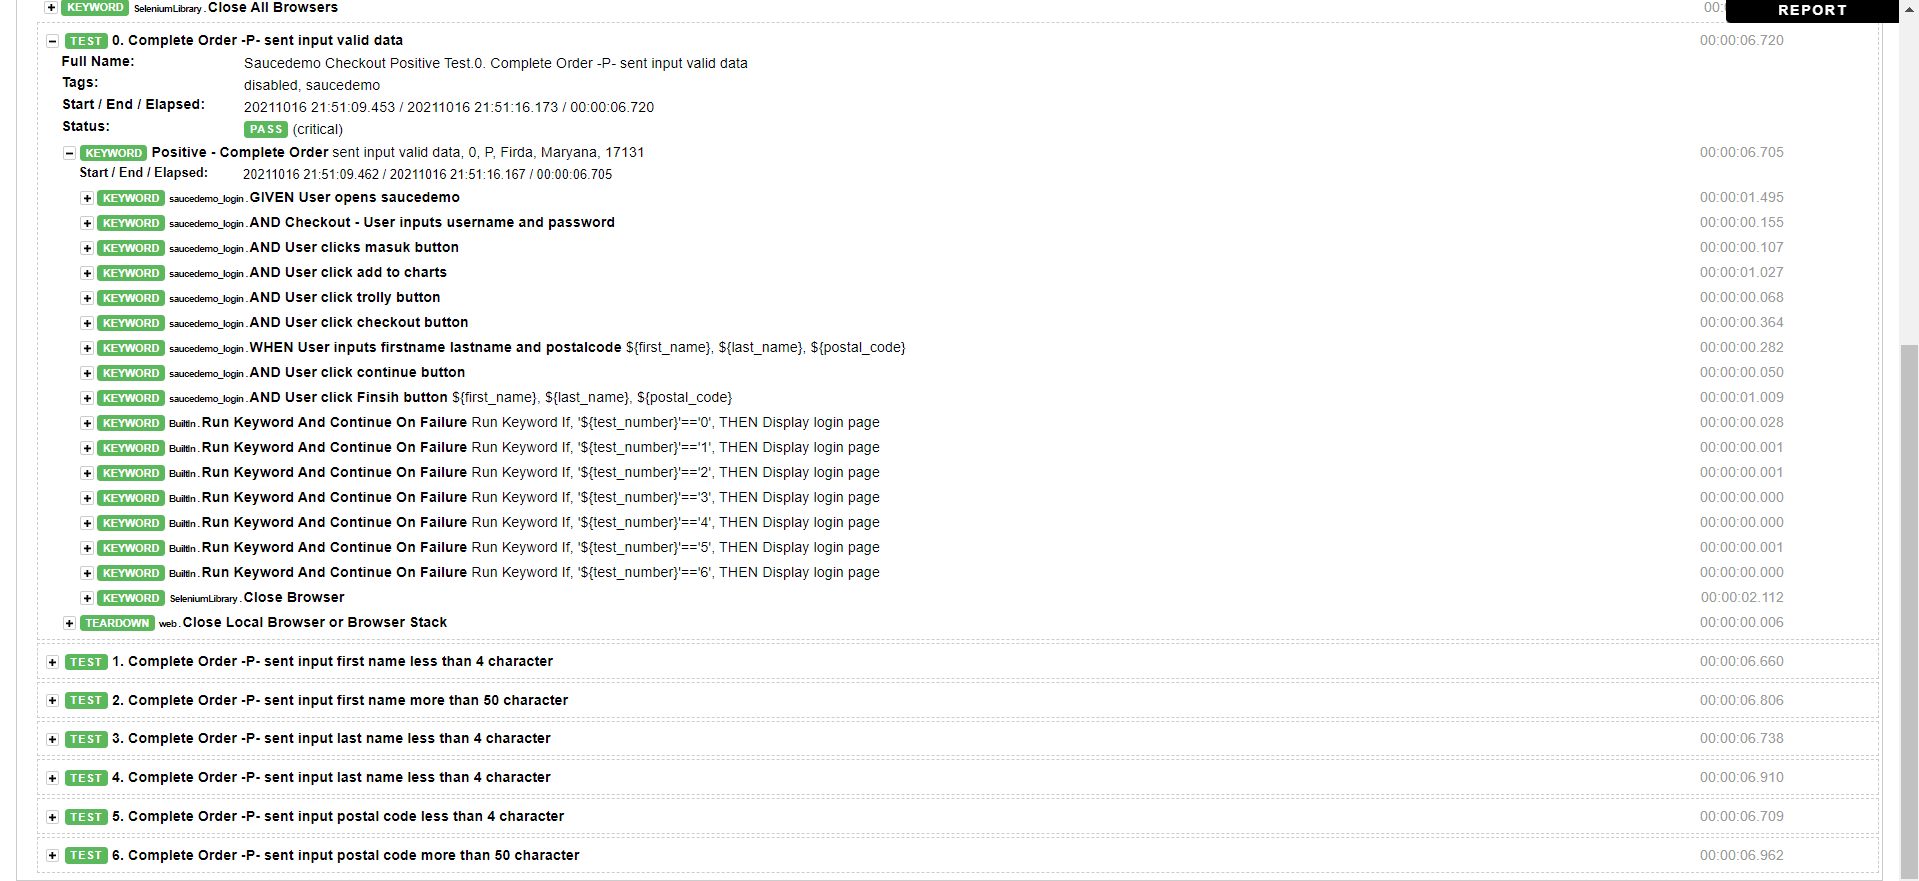 KEYWORD SeleniumLibrary . Close All Browsers 00:
REPORT
TEST 0. Complete Order -P- sent input valid data 00:00:06.720
Full Name: Saucedemo Checkout Positive Test.0. Complete Order -P- sent input valid data
Tags: disabled, saucedemo
Start / End / Elapsed: 20211016 21:51:09.453 / 20211016 21:51:16.173 / 00:00:06.720
Status: PASS (critical)
KEYWORD Positive - Complete Order sent input valid data, 0, P, Firda, Maryana, 17131 00:00:06.705
Start / End / Elapsed: 20211016 21:51:09.462 / 20211016 21:51:16.167 / 00:00:06.705
KEYWORD saucedemo_login . GIVEN User opens saucedemo 00:00:01.495
KEYWORD saucedemo_login . AND Checkout - User inputs username and password 00:00:00.155
KEYWORD saucedemo_login . AND User clicks masuk button 00:00:00.107
KEYWORD saucedemo_login . AND User click add to charts 00:00:01.027
KEYWORD saucedemo_login . AND User click trolly button 00:00:00.068
KEYWORD saucedemo_login . AND User click checkout button 00:00:00.364
KEYWORD saucedemo_login . WHEN User inputs firstname lastname and postalcode ${first_name}, ${last_name}, ${postal_code} 00:00:00.282
KEYWORD saucedemo_login . AND User click continue button 00:00:00.050
KEYWORD saucedemo_login . AND User click Finsih button ${first_name}, ${last_name}, ${postal_code} 00:00:01.009
KEYWORD BuiltIn . Run Keyword And Continue On Failure Run Keyword If, '${test_number}'=='0', THEN Display login page 00:00:00.028
KEYWORD BuiltIn . Run Keyword And Continue On Failure Run Keyword If, '${test_number}'=='1', THEN Display login page 00:00:00.001
KEYWORD BuiltIn . Run Keyword And Continue On Failure Run Keyword If, '${test_number}'=='2', THEN Display login page 00:00:00.001
KEYWORD BuiltIn . Run Keyword And Continue On Failure Run Keyword If, '${test_number}'=='3', THEN Display login page 00:00:00.000
KEYWORD BuiltIn . Run Keyword And Continue On Failure Run Keyword If, '${test_number}'=='4', THEN Display login page 00:00:00.000
KEYWORD BuiltIn . Run Keyword And Continue On Failure Run Keyword If, '${test_number}'=='5', THEN Display login page 00:00:00.001
KEYWORD BuiltIn . Run Keyword And Continue On Failure Run Keyword If, '${test_number}'=='6', THEN Display login page 00:00:00.000
KEYWORD SeleniumLibrary . Close Browser 00:00:02.112
TEARDOWN web . Close Local Browser or Browser Stack 00:00:00.006
TEST 1. Complete Order -P- sent input first name less than 4 character 00:00:06.660
TEST 2. Complete Order -P- sent input first name more than 50 character 00:00:06.806
TEST 3. Complete Order -P- sent input last name less than 4 character 00:00:06.738
TEST 4. Complete Order -P- sent input last name less than 4 character 00:00:06.910
TEST 5. Complete Order -P- sent input postal code less than 4 character 00:00:06.709
TEST 6. Complete Order -P- sent input postal code more than 50 character 00:00:06.962